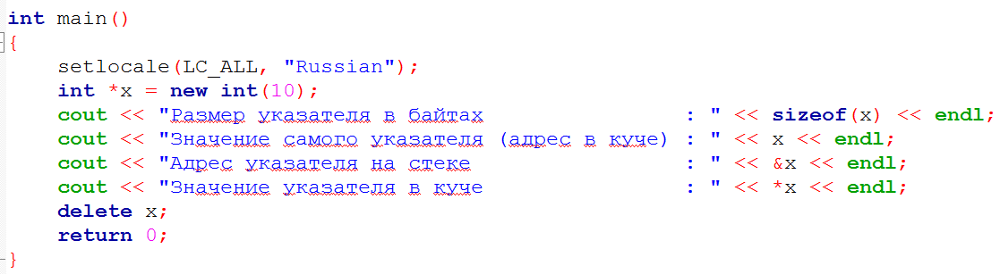 int main()
{
    setlocale(LC_ALL, "Russian");
    int *x = new int(10);
    cout << "Размер указателя в байтах                : " << sizeof(x) << endl;
    cout << "Значение самого указателя (адрес в куче) : " << x << endl;
    cout << "Адрес указателя на стеке                 : " << &x << endl;
    cout << "Значение указателя в куче                : " << *x << endl;
    delete x;
    return 0;
}